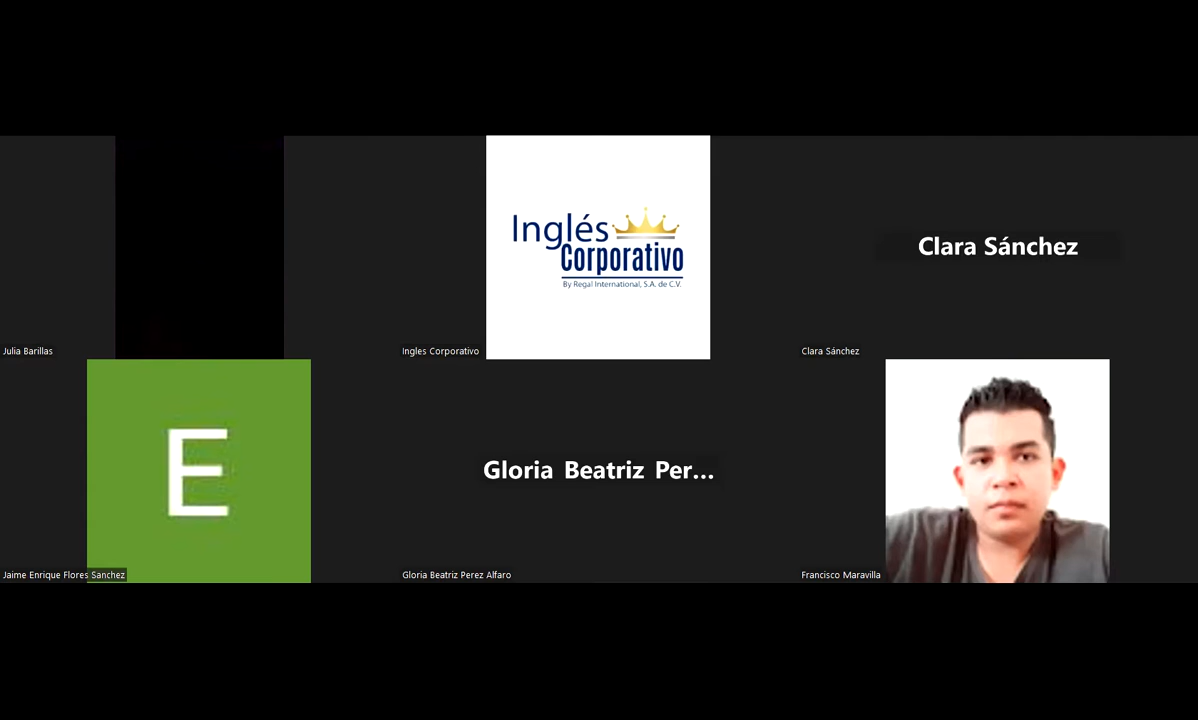 Inglés
Corporativo
By Regal International, S.A. de C.V.
Clara Sánchez
Julia Barillas
Ingles Corporativo
Clara Sánchez
E
Gloria Beatriz Per...
Jaime Enrique Flores Sanchez
Gloria Beatriz Perez Alfaro
Francisco Maravilla